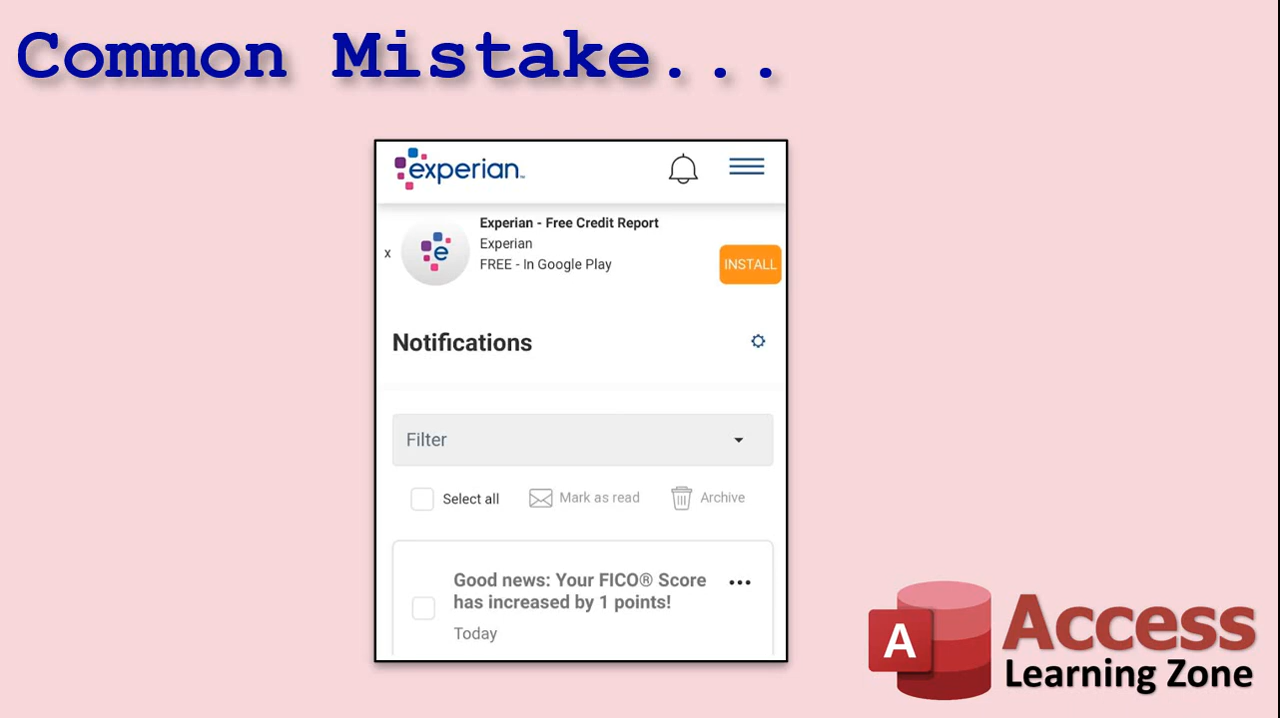 Common Mistake...
experian™
Experian - Free Credit Report
Experian
x
e
FREE - In Google Play
INSTALL
Notifications
Filter
Select all
Mark as read
Archive
Good news: Your FICO® Score
has increased by 1 points!
Today
A
Access
Learning Zone